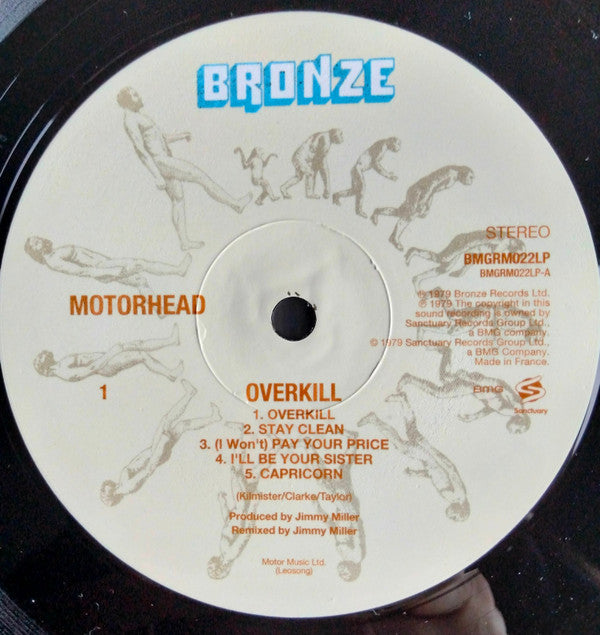 BRONZE
STEREO
BMGRM022LP
BMGRM022LP-A
MOTORHEAD
℗ 1979 Bronze Records Ltd.
℗ 1979 The copyright in this
sound recording is owned by
Sanctuary Records Group Ltd.,
a BMG Company.
© 1979 Sanctuary Records Group Ltd.,
a BMG Company.
Made in France.
BMG
Sanctuary
1
OVERKILL
1. OVERKILL
2. STAY CLEAN
3. (I Won't) PAY YOUR PRICE
4. I'LL BE YOUR SISTER
5. CAPRICORN
(Kilmister/Clarke/Taylor)
Produced by Jimmy Miller
Remixed by Jimmy Miller
Motor Music Ltd.
(Leosong)